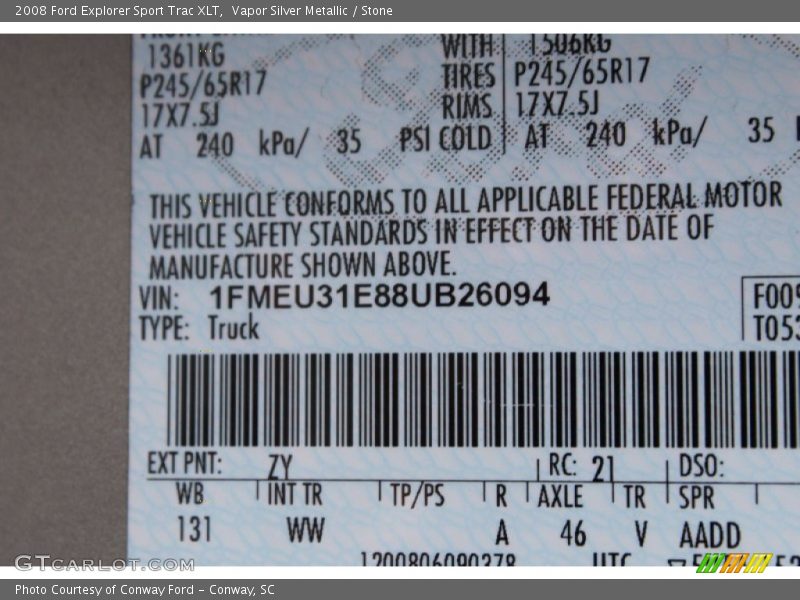 2008 Ford Explorer Sport Trac XLT, Vapor Silver Metallic / Stone
1361KG WITH 1506KG
P245/65R17 TIRES P245/65R17
17X7.5J RIMS 17X7.5J
AT 240 kPa/ 35 PSI COLD AT 240 kPa/ 35
THIS VEHICLE CONFORMS TO ALL APPLICABLE FEDERAL MOTOR
VEHICLE SAFETY STANDARDS IN EFFECT ON THE DATE OF
MANUFACTURE SHOWN ABOVE.
VIN: 1FMEU31E88UB26094 F009
TYPE: Truck T053
EXT PNT: ZY RC: 21 DSO:
WB INT TR TP/PS R AXLE TR SPR
131 WW A 46 V AADD
1200806090278 UTC
GTcarlot.com
Photo Courtesy of Conway Ford - Conway, SC